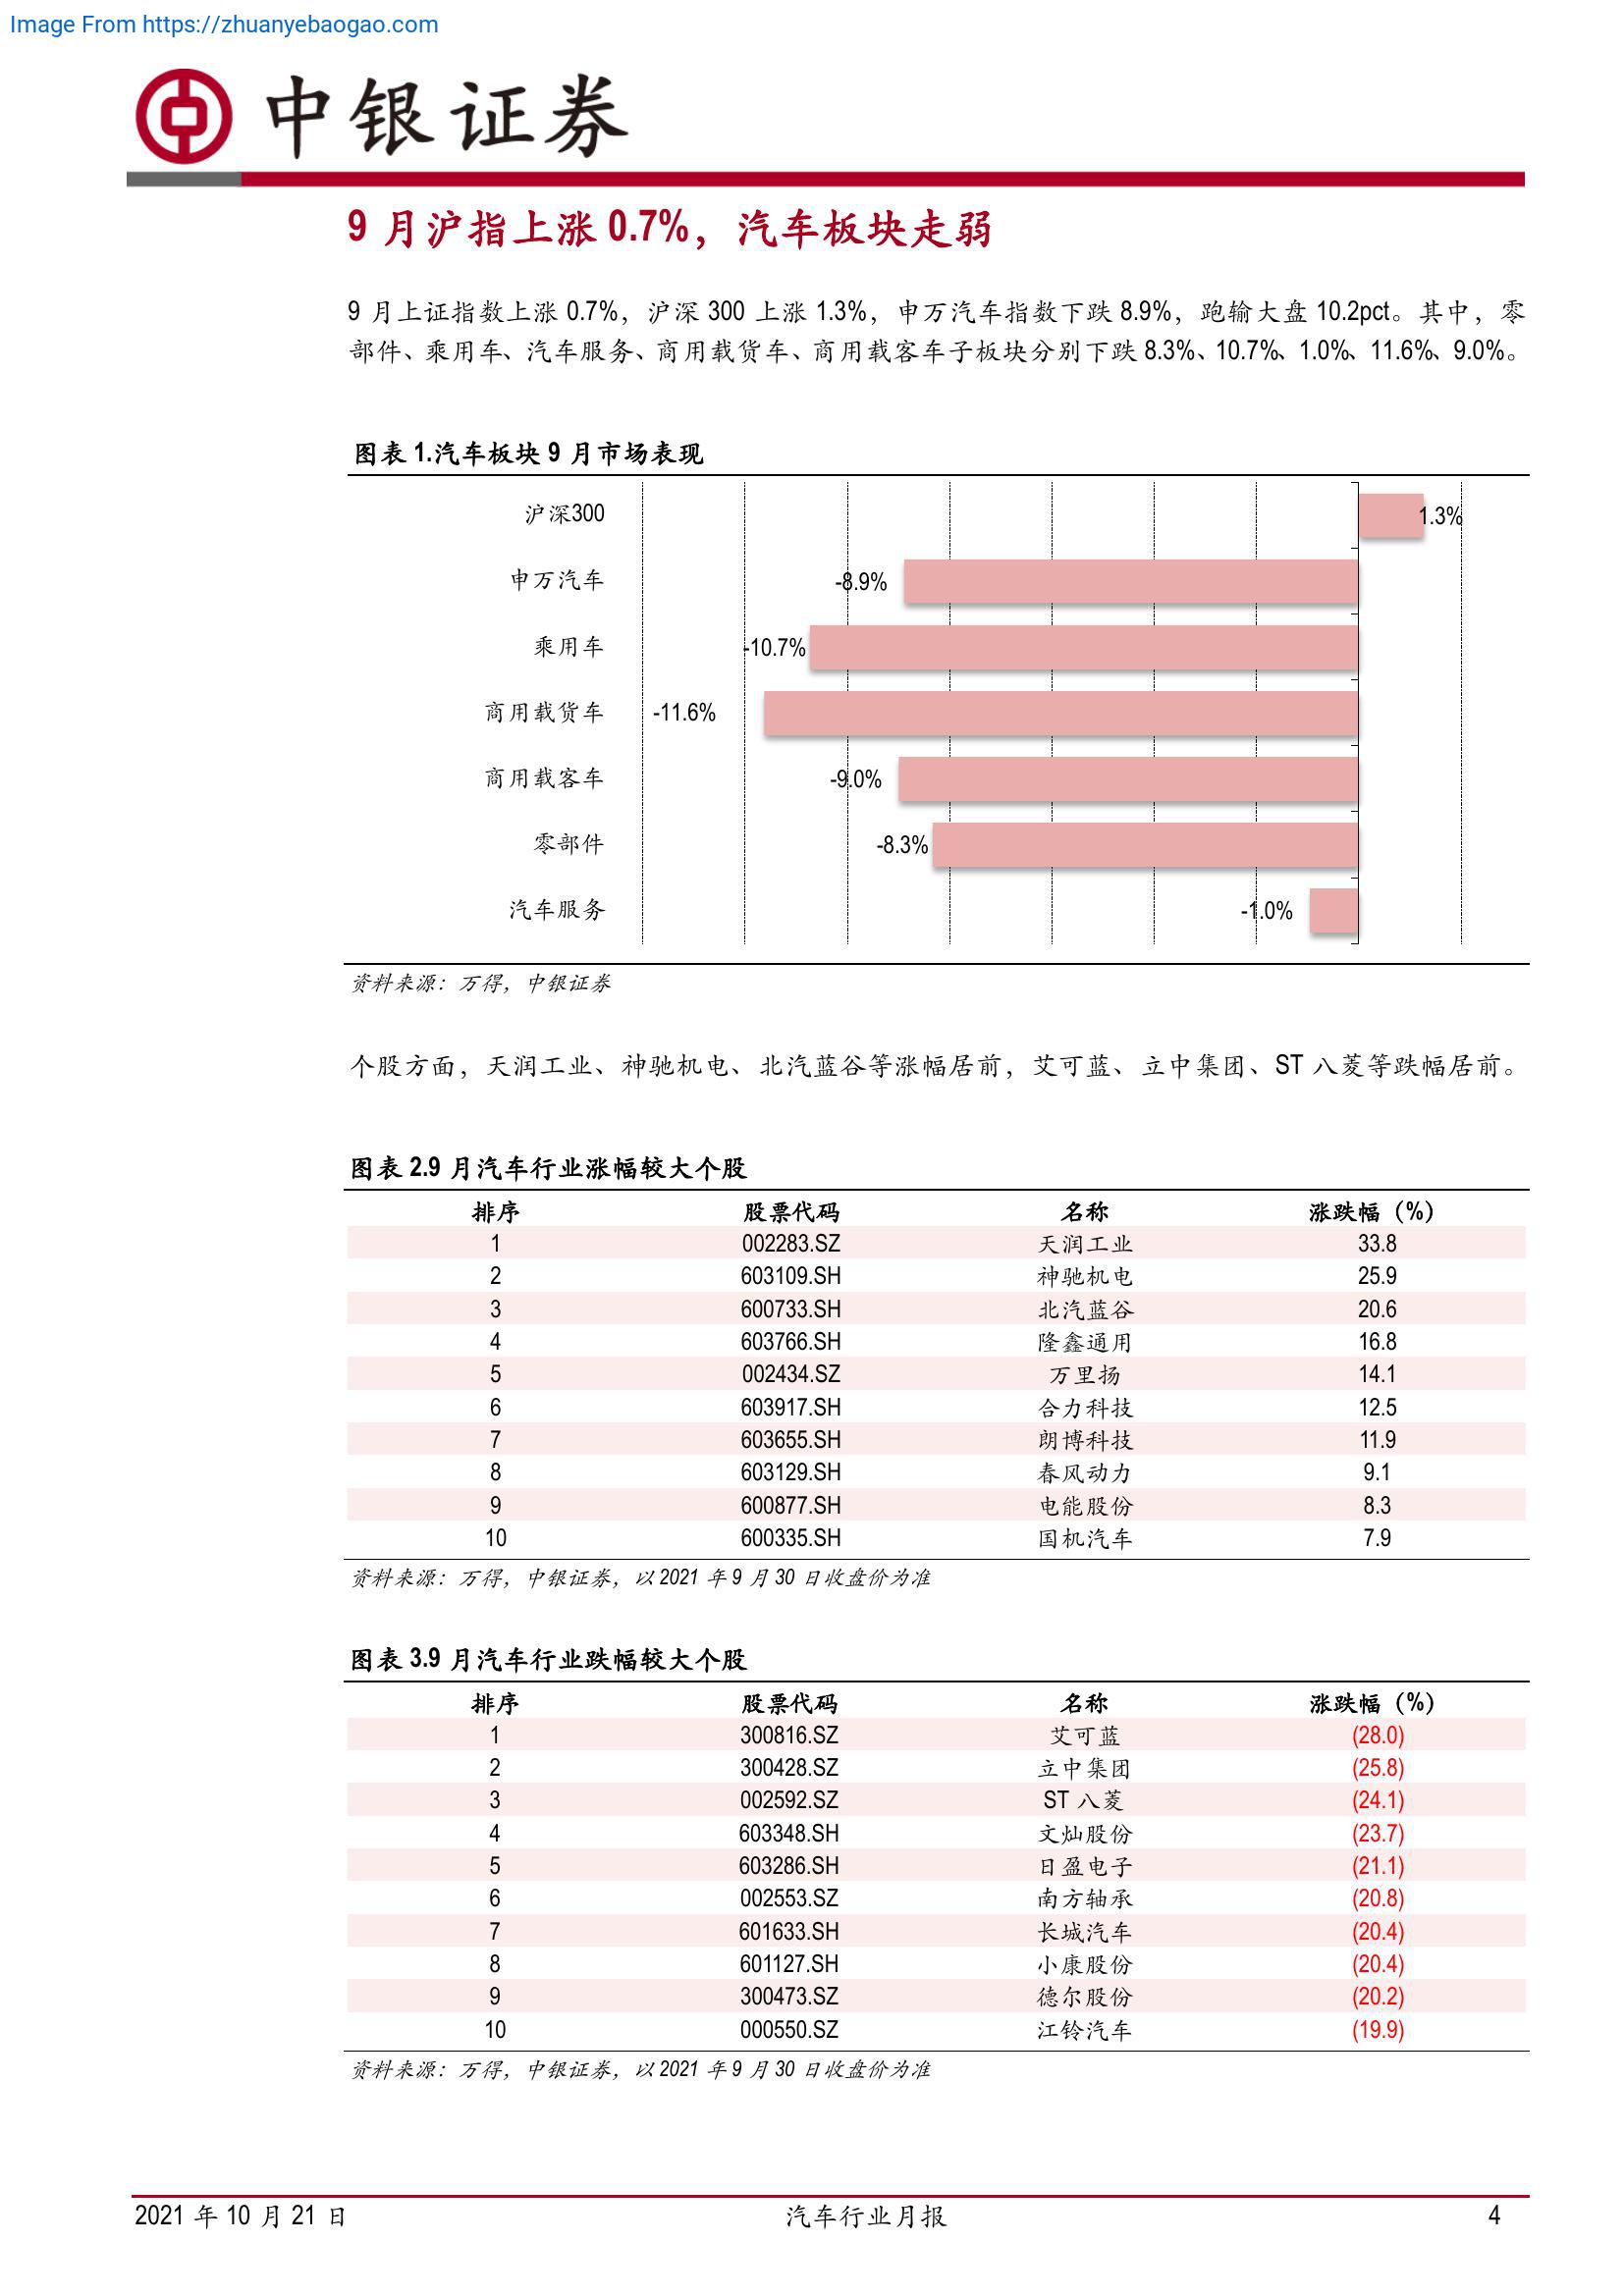 Image From https://zhuanyebaogao.com
中银证券
9 月沪指上涨 0.7%，汽车板块走弱
9 月上证指数上涨 0.7%，沪深 300 上涨 1.3%，申万汽车指数下跌 8.9%，跑输大盘 10.2pct。其中，零
部件、乘用车、汽车服务、商用载货车、商用载客车子板块分别下跌 8.3%、10.7%、1.0%、11.6%、9.0%。
图表 1.汽车板块 9 月市场表现
沪深300 1.3%
申万汽车 -8.9%
乘用车 -10.7%
商用载货车 -11.6%
商用载客车 -9.0%
零部件 -8.3%
汽车服务 -1.0%
资料来源：万得，中银证券
个股方面，天润工业、神驰机电、北汽蓝谷等涨幅居前，艾可蓝、立中集团、ST 八菱等跌幅居前。
图表 2.9 月汽车行业涨幅较大个股
排序 股票代码 名称 涨跌幅（%）
1 002283.SZ 天润工业 33.8
2 603109.SH 神驰机电 25.9
3 600733.SH 北汽蓝谷 20.6
4 603766.SH 隆鑫通用 16.8
5 002434.SZ 万里扬 14.1
6 603917.SH 合力科技 12.5
7 603655.SH 朗博科技 11.9
8 603129.SH 春风动力 9.1
9 600877.SH 电能股份 8.3
10 600335.SH 国机汽车 7.9
资料来源：万得，中银证券，以 2021 年 9 月 30 日收盘价为准
图表 3.9 月汽车行业跌幅较大个股
排序 股票代码 名称 涨跌幅（%）
1 300816.SZ 艾可蓝 (28.0)
2 300428.SZ 立中集团 (25.8)
3 002592.SZ ST 八菱 (24.1)
4 603348.SH 文灿股份 (23.7)
5 603286.SH 日盈电子 (21.1)
6 002553.SZ 南方轴承 (20.8)
7 601633.SH 长城汽车 (20.4)
8 601127.SH 小康股份 (20.4)
9 300473.SZ 德尔股份 (20.2)
10 000550.SZ 江铃汽车 (19.9)
资料来源：万得，中银证券，以 2021 年 9 月 30 日收盘价为准
2021 年 10 月 21 日 汽车行业月报 4